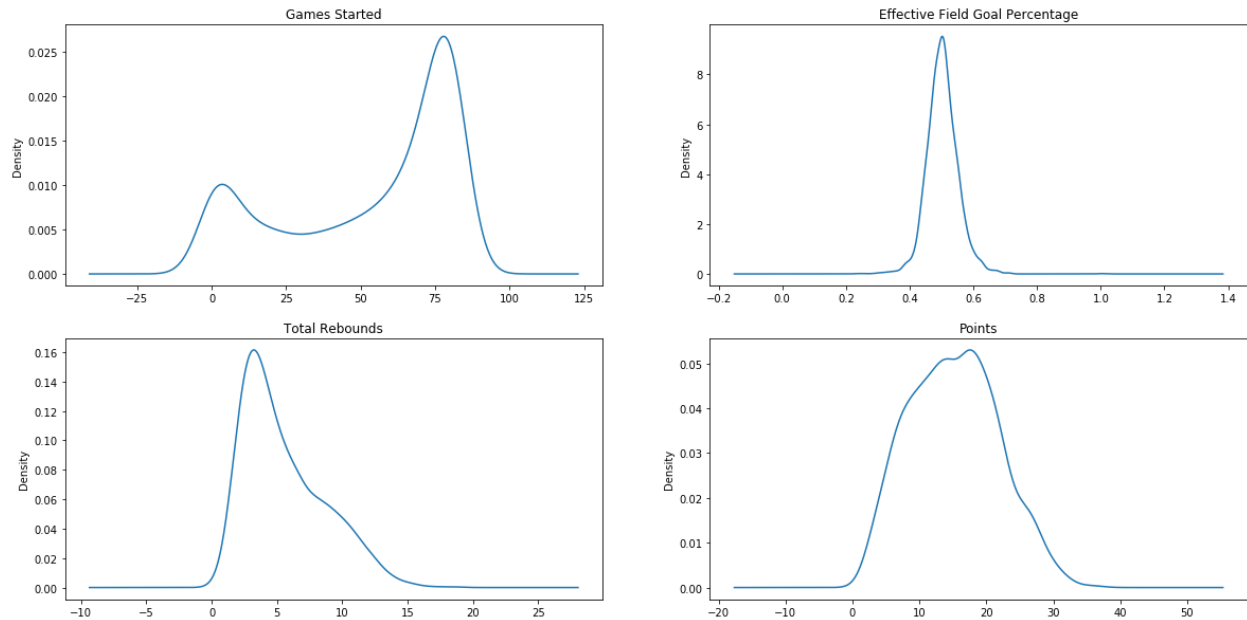 Games Started
Density
0.025
0.020
0.015
0.010
0.005
0.000
−25 0 25 50 75 100 125
Effective Field Goal Percentage
Density
8
6
4
2
0
−0.2 0.0 0.2 0.4 0.6 0.8 1.0 1.2 1.4
Total Rebounds
Density
0.16
0.14
0.12
0.10
0.08
0.06
0.04
0.02
0.00
−10 −5 0 5 10 15 20 25
Points
Density
0.05
0.04
0.03
0.02
0.01
0.00
−20 −10 0 10 20 30 40 50